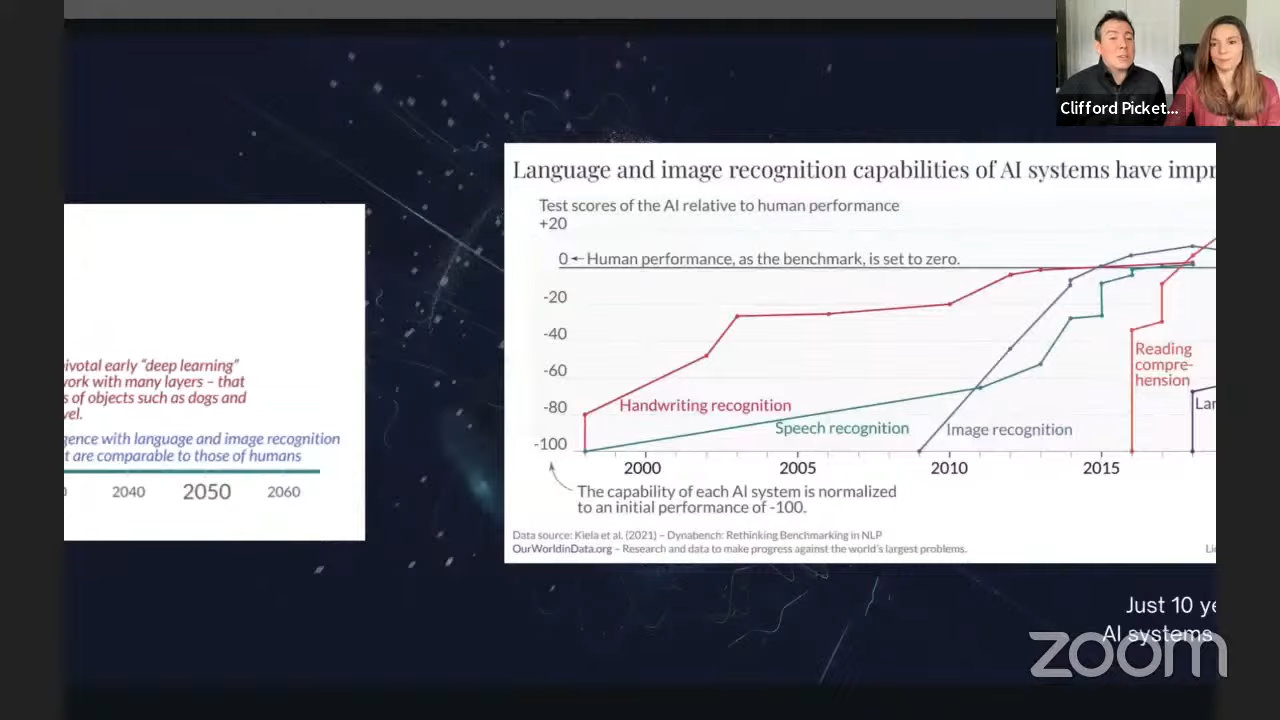 Clifford Picket...
ivotal early “deep learning”
work with many layers – that
s of objects such as dogs and
vel.
gence with language and image recognition
t are comparable to those of humans
2040
2050
2060
Language and image recognition capabilities of AI systems have impr
Test scores of the AI relative to human performance
+20
0 ← Human performance, as the benchmark, is set to zero.
-20
-40
-60
-80
-100
Handwriting recognition
Speech recognition
Image recognition
Reading
compre-
hension
Lar
2000
2005
2010
2015
The capability of each AI system is normalized
to an initial performance of -100.
Data source: Kiela et al. (2021) – Dynabench: Rethinking Benchmarking in NLP
OurWorldinData.org – Research and data to make progress against the world's largest problems.
Li
Just 10 ye
AI systems
zoom